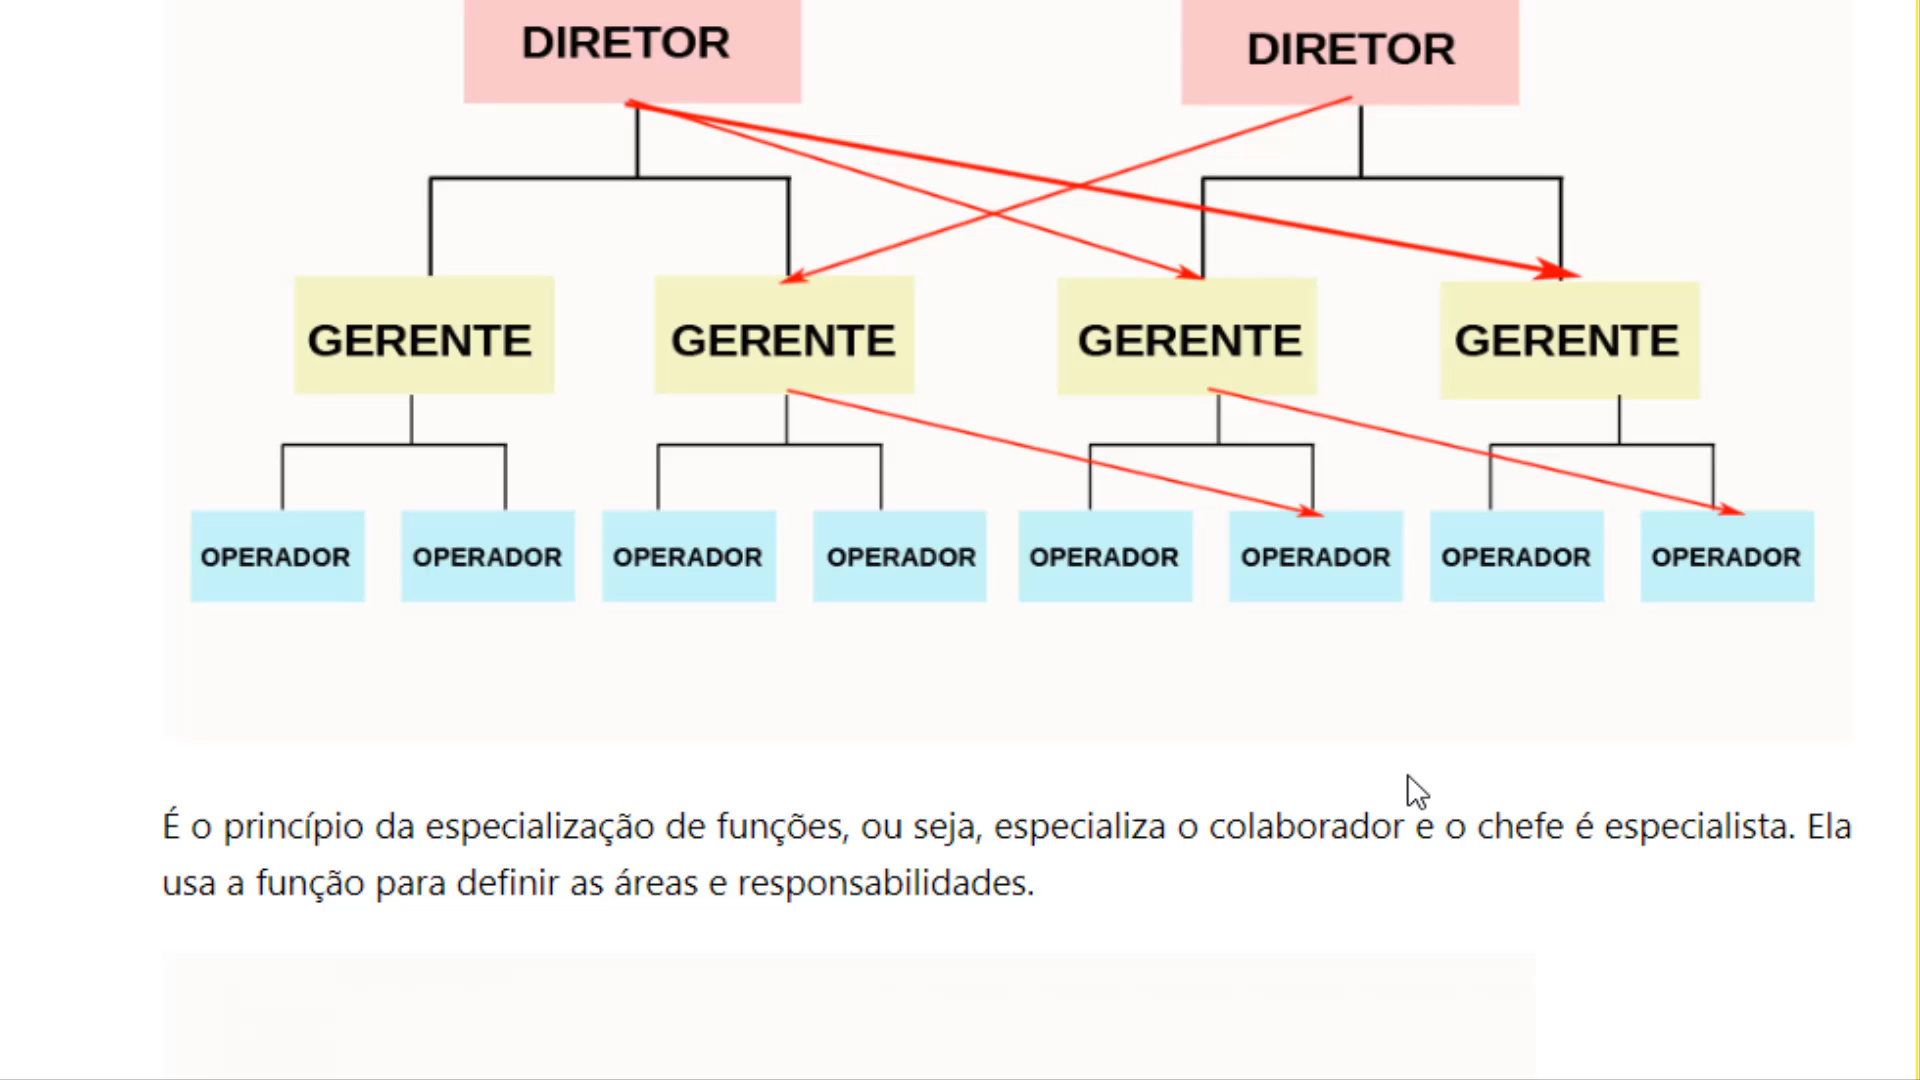 DIRETOR DIRETOR
GERENTE GERENTE GERENTE GERENTE
OPERADOR OPERADOR OPERADOR OPERADOR OPERADOR OPERADOR OPERADOR OPERADOR
É o princípio da especialização de funções, ou seja, especializa o colaborador e o chefe é especialista. Ela
usa a função para definir as áreas e responsabilidades.